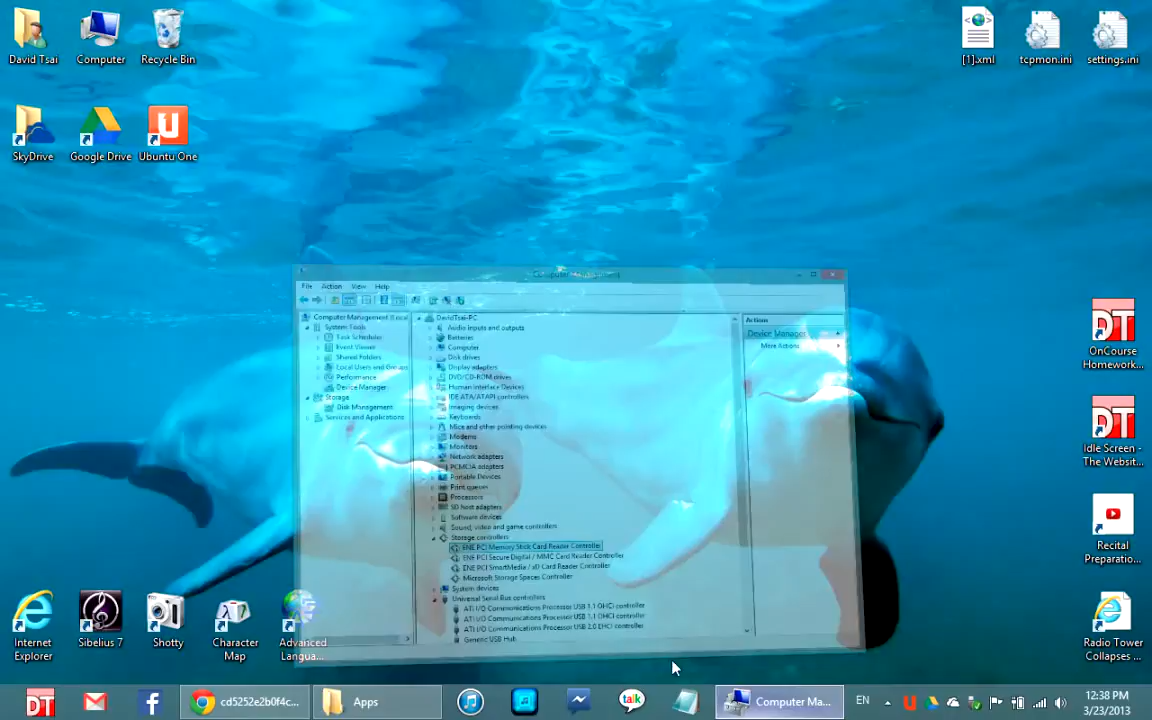 David Tsai
Computer
Recycle Bin
[1].xml
tcpmon.ini
settings.ini
SkyDrive
Google Drive
Ubuntu One
Computer Management
File Action View Help
Computer Management (Local
System Tools
Task Scheduler
Event Viewer
Shared Folders
Local Users and Groups
Performance
Device Manager
Storage
Disk Management
Services and Applications
DavidTsai-PC
Audio inputs and outputs
Batteries
Computer
Disk drives
Display adapters
DVD/CD-ROM drives
Human Interface Devices
IDE ATA/ATAPI controllers
Imaging devices
Keyboards
Mice and other pointing devices
Modems
Monitors
Network adapters
PCMCIA adapters
Portable Devices
Print queues
Processors
SD host adapters
Software devices
Sound, video and game controllers
Storage controllers
ENE PCI Memory Stick Card Reader Controller
ENE PCI Secure Digital / MMC Card Reader Controller
ENE PCI SmartMedia / xD Card Reader Controller
Microsoft Storage Spaces Controller
System devices
Universal Serial Bus controllers
ATI I/O Communications Processor USB 1.1 OHCI controller
ATI I/O Communications Processor USB 1.1 OHCI controller
ATI I/O Communications Processor USB 2.0 EHCI controller
Generic USB Hub
Actions
Device Manager
More Actions
DT
OnCourse
Homework...
DT
Idle Screen -
The Websit...
Recital
Preparatio...
Radio Tower
Collapses ...
Internet
Explorer
Sibelius 7
Shotty
Character
Map
Advanced
Langua...
DT
cd5252e2b0f4c...
Apps
talk
Computer Ma...
EN
12:38 PM
3/23/2013